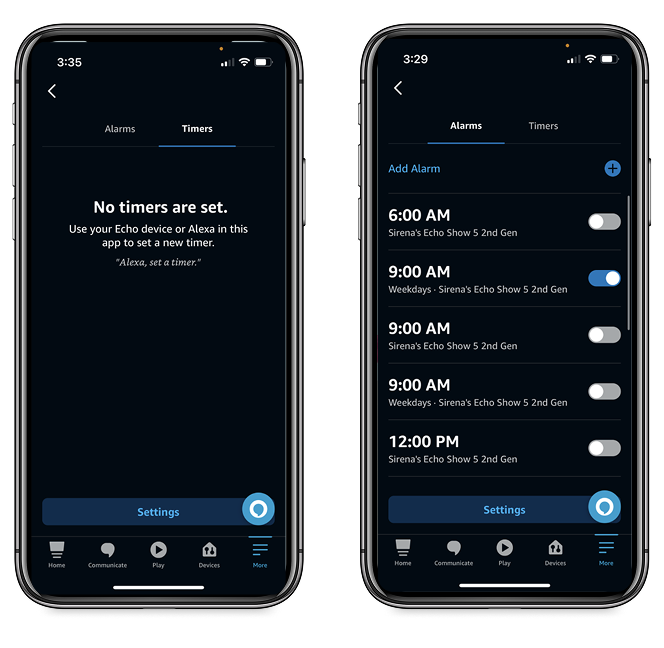 3:35
Alarms
Timers
No timers are set.
Use your Echo device or Alexa in this
app to set a new timer.
"Alexa, set a timer."
Settings
Home
Communicate
Play
Devices
More
3:29
Alarms
Timers
Add Alarm
6:00 AM
Sirena's Echo Show 5 2nd Gen
9:00 AM
Weekdays · Sirena's Echo Show 5 2nd Gen
9:00 AM
Sirena's Echo Show 5 2nd Gen
9:00 AM
Weekdays · Sirena's Echo Show 5 2nd Gen
12:00 PM
Sirena's Echo Show 5 2nd Gen
Settings
Home
Communicate
Play
Devices
More